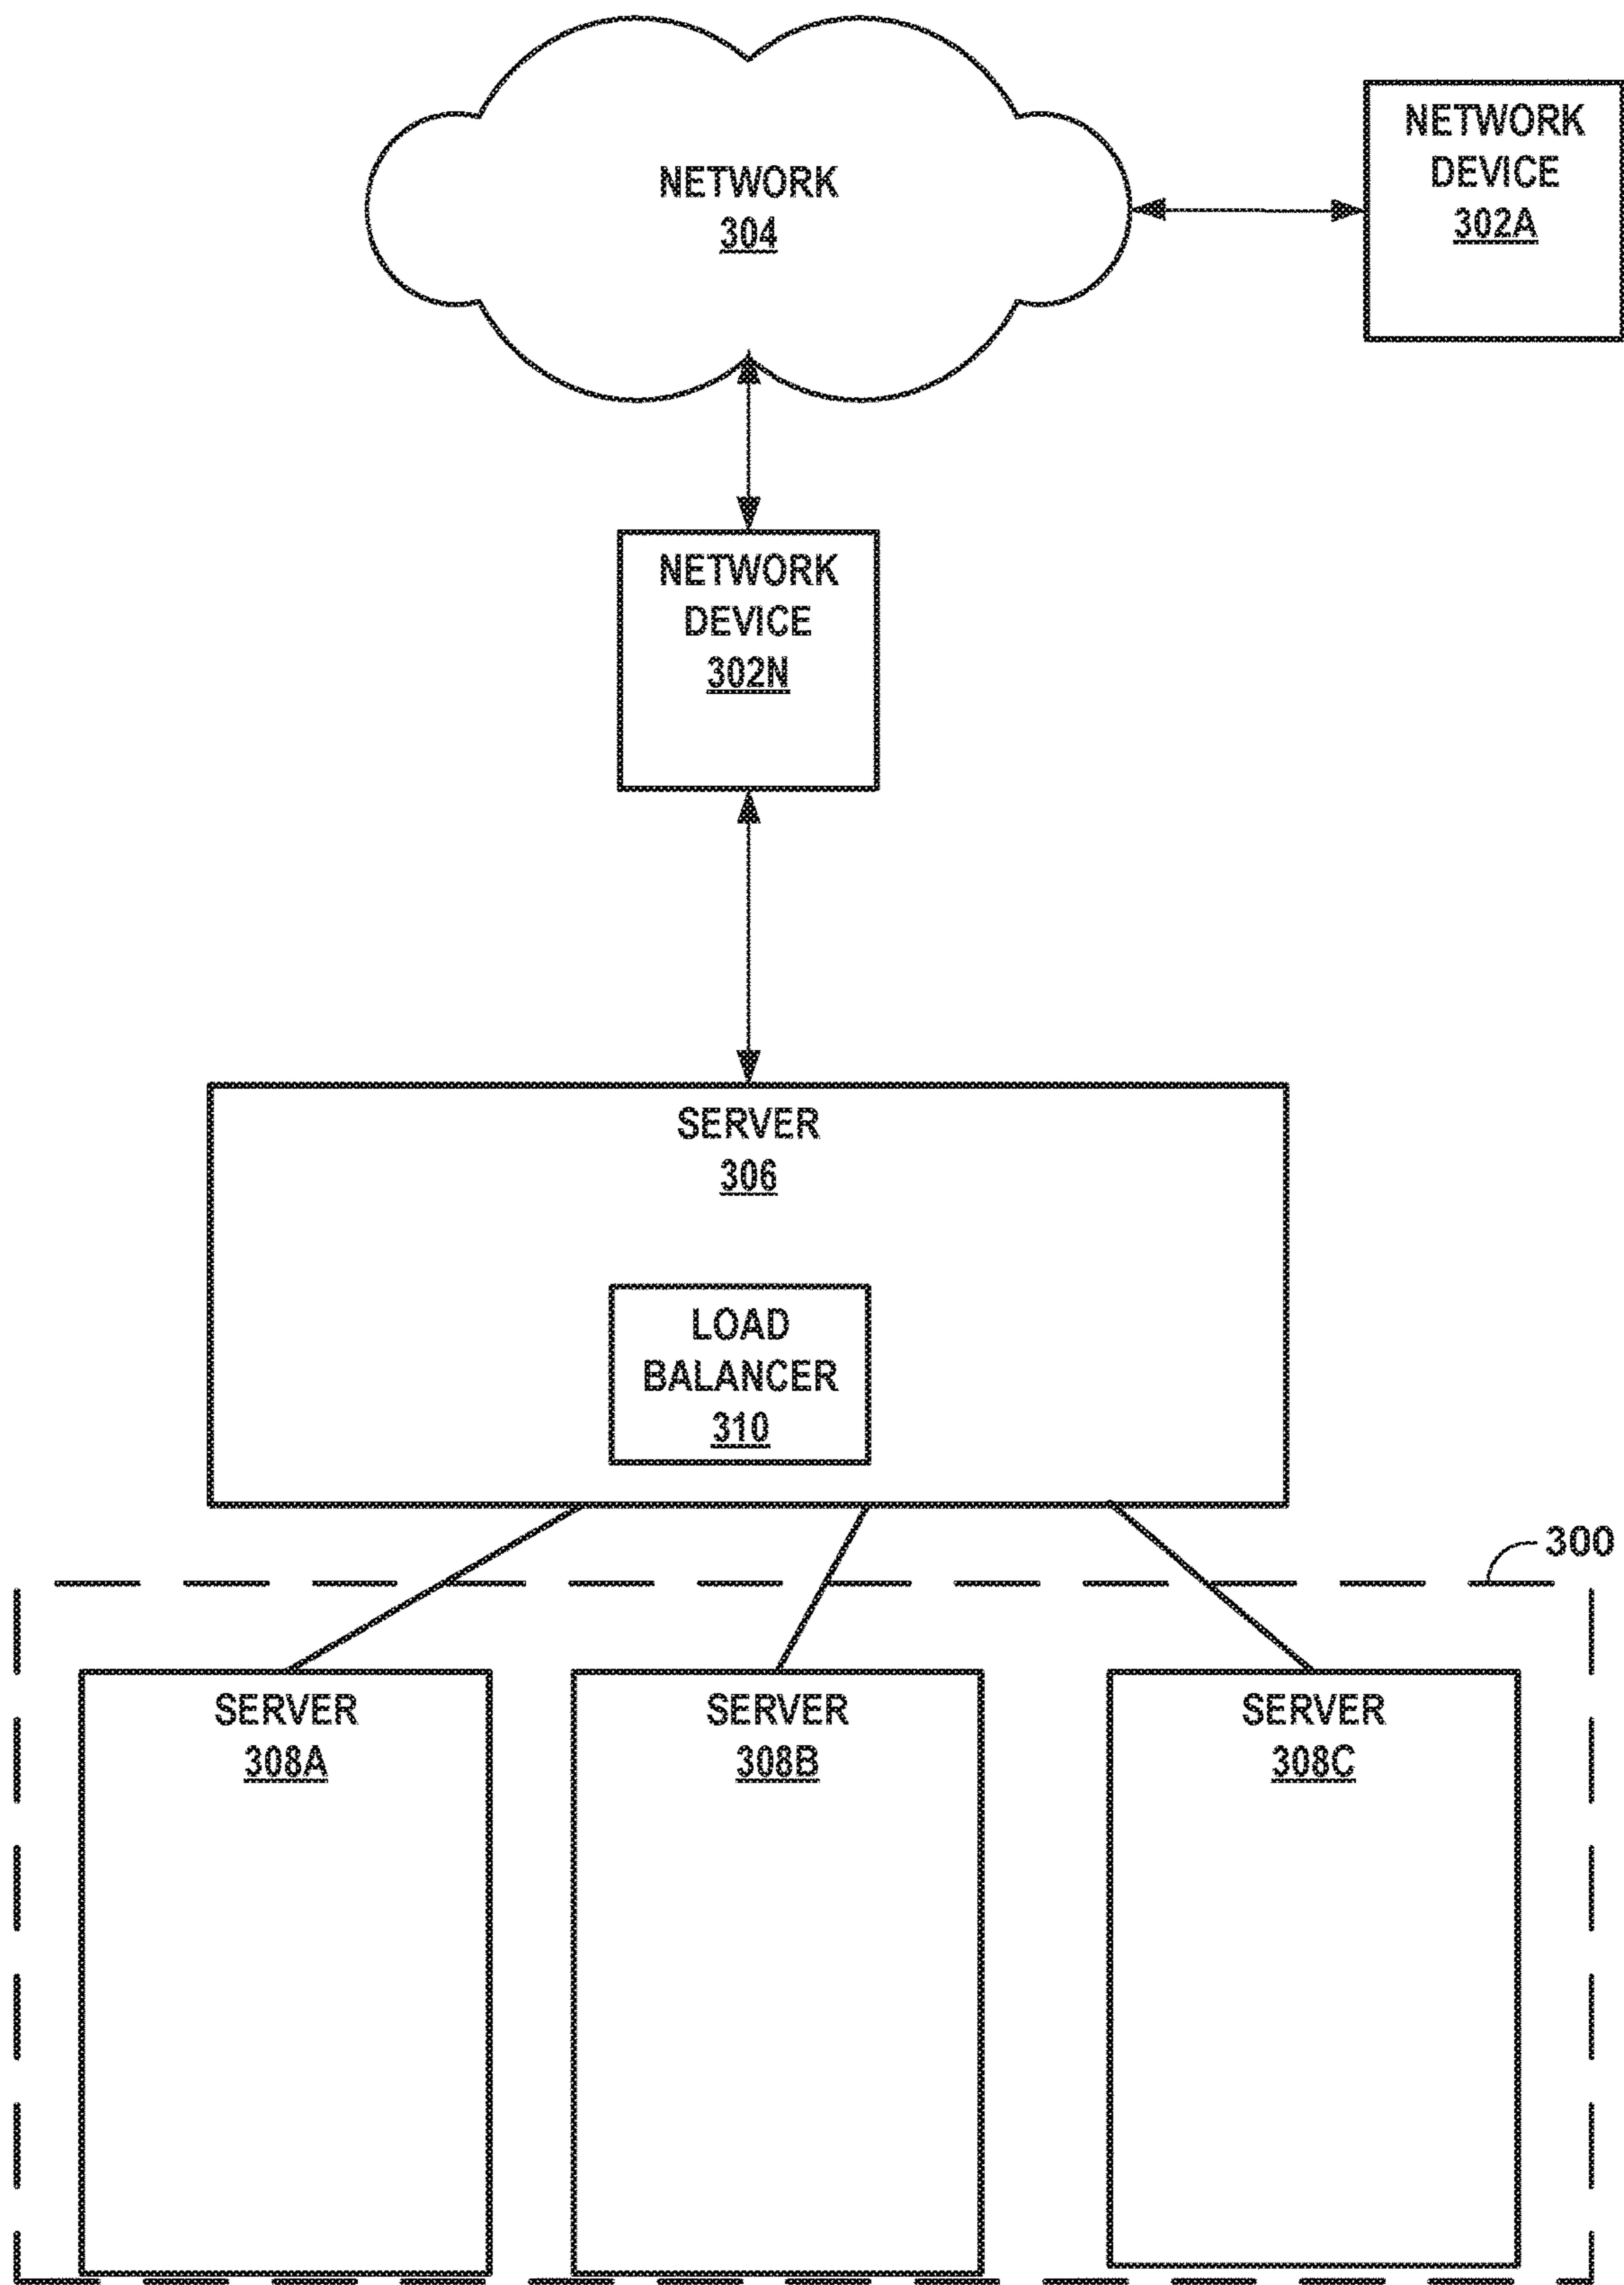 NETWORK
304
NETWORK
DEVICE
302A
NETWORK
DEVICE
302N
SERVER
306
LOAD
BALANCER
310
300
SERVER
308A
SERVER
308B
SERVER
308C